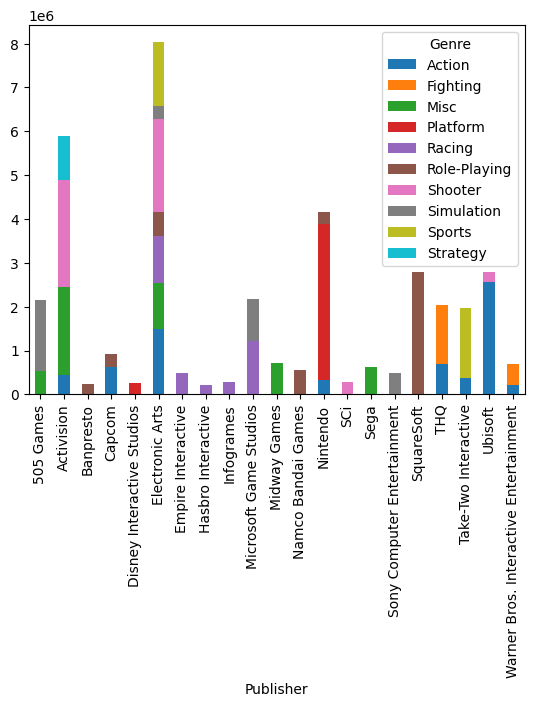 1e6
8
7
6
5
4
3
2
1
0
Genre
Action
Fighting
Misc
Platform
Racing
Role-Playing
Shooter
Simulation
Sports
Strategy
505 Games
Activision
Banpresto
Capcom
Disney Interactive Studios
Electronic Arts
Empire Interactive
Hasbro Interactive
Infogrames
Microsoft Game Studios
Midway Games
Namco Bandai Games
Nintendo
SCi
Sega
Sony Computer Entertainment
SquareSoft
THQ
Take-Two Interactive
Ubisoft
Warner Bros. Interactive Entertainment
Publisher